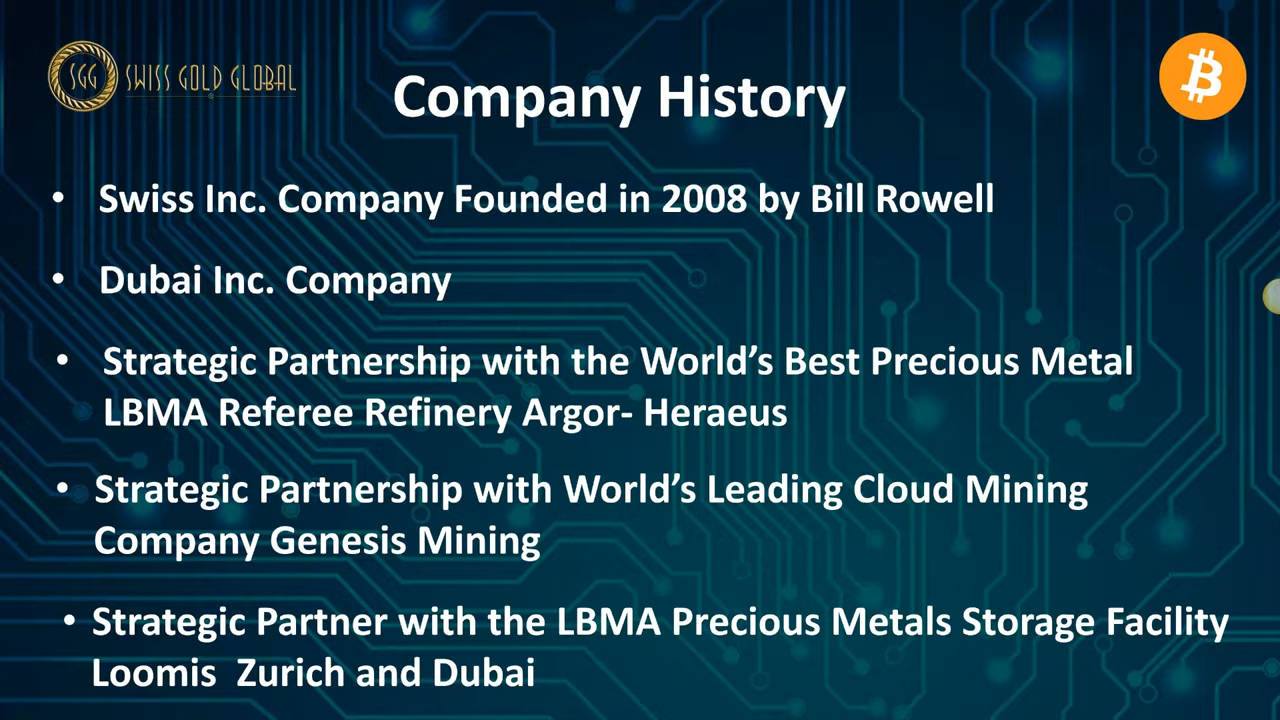 SGG SWISS GOLD GLOBAL
Company History
• Swiss Inc. Company Founded in 2008 by Bill Rowell
• Dubai Inc. Company
• Strategic Partnership with the World's Best Precious Metal
LBMA Referee Refinery Argor- Heraeus
• Strategic Partnership with World's Leading Cloud Mining
Company Genesis Mining
• Strategic Partner with the LBMA Precious Metals Storage Facility
Loomis  Zurich and Dubai